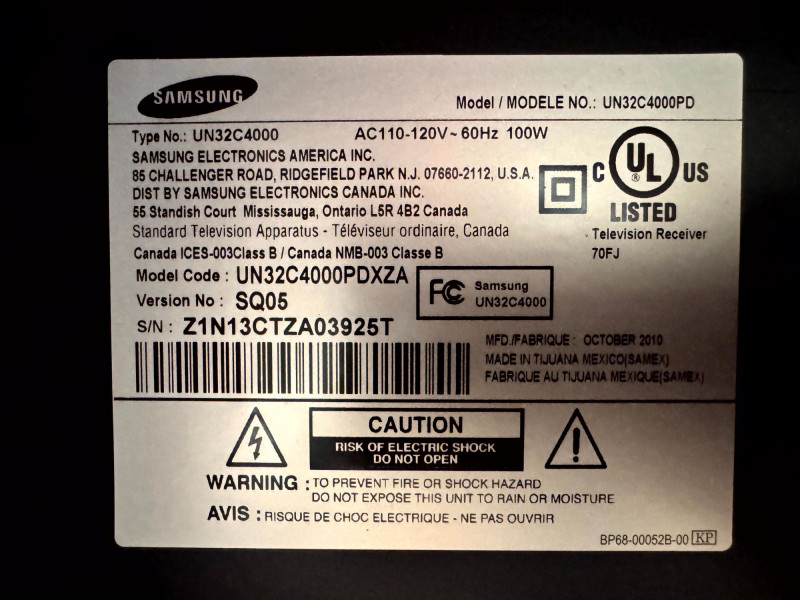 SAMSUNG
Model / MODELE NO.: UN32C4000PD
Type No.: UN32C4000 AC110-120V~60Hz 100W
SAMSUNG ELECTRONICS AMERICA INC.
85 CHALLENGER ROAD, RIDGEFIELD PARK N.J. 07660-2112, U.S.A.
DIST BY SAMSUNG ELECTRONICS CANADA INC.
55 Standish Court Mississauga, Ontario L5R 4B2 Canada
Standard Television Apparatus - Téléviseur ordinaire, Canada
Canada ICES-003Class B / Canada NMB-003 Classe B
C UL ® US
LISTED
Television Receiver
70FJ
Model Code : UN32C4000PDXZA
Version No : SQ05
S/N : Z1N13CTZA03925T
FC Samsung
UN32C4000
MFD./FABRIQUE : OCTOBER 2010
MADE IN TIJUANA MEXICO(SAMEX)
FABRIQUE AU TIJUANA MEXIQUE(SAMEX)
CAUTION
RISK OF ELECTRIC SHOCK
DO NOT OPEN
WARNING : TO PREVENT FIRE OR SHOCK HAZARD
DO NOT EXPOSE THIS UNIT TO RAIN OR MOISTURE
AVIS : RISQUE DE CHOC ELECTRIQUE - NE PAS OUVRIR
BP68-00052B-00 KP